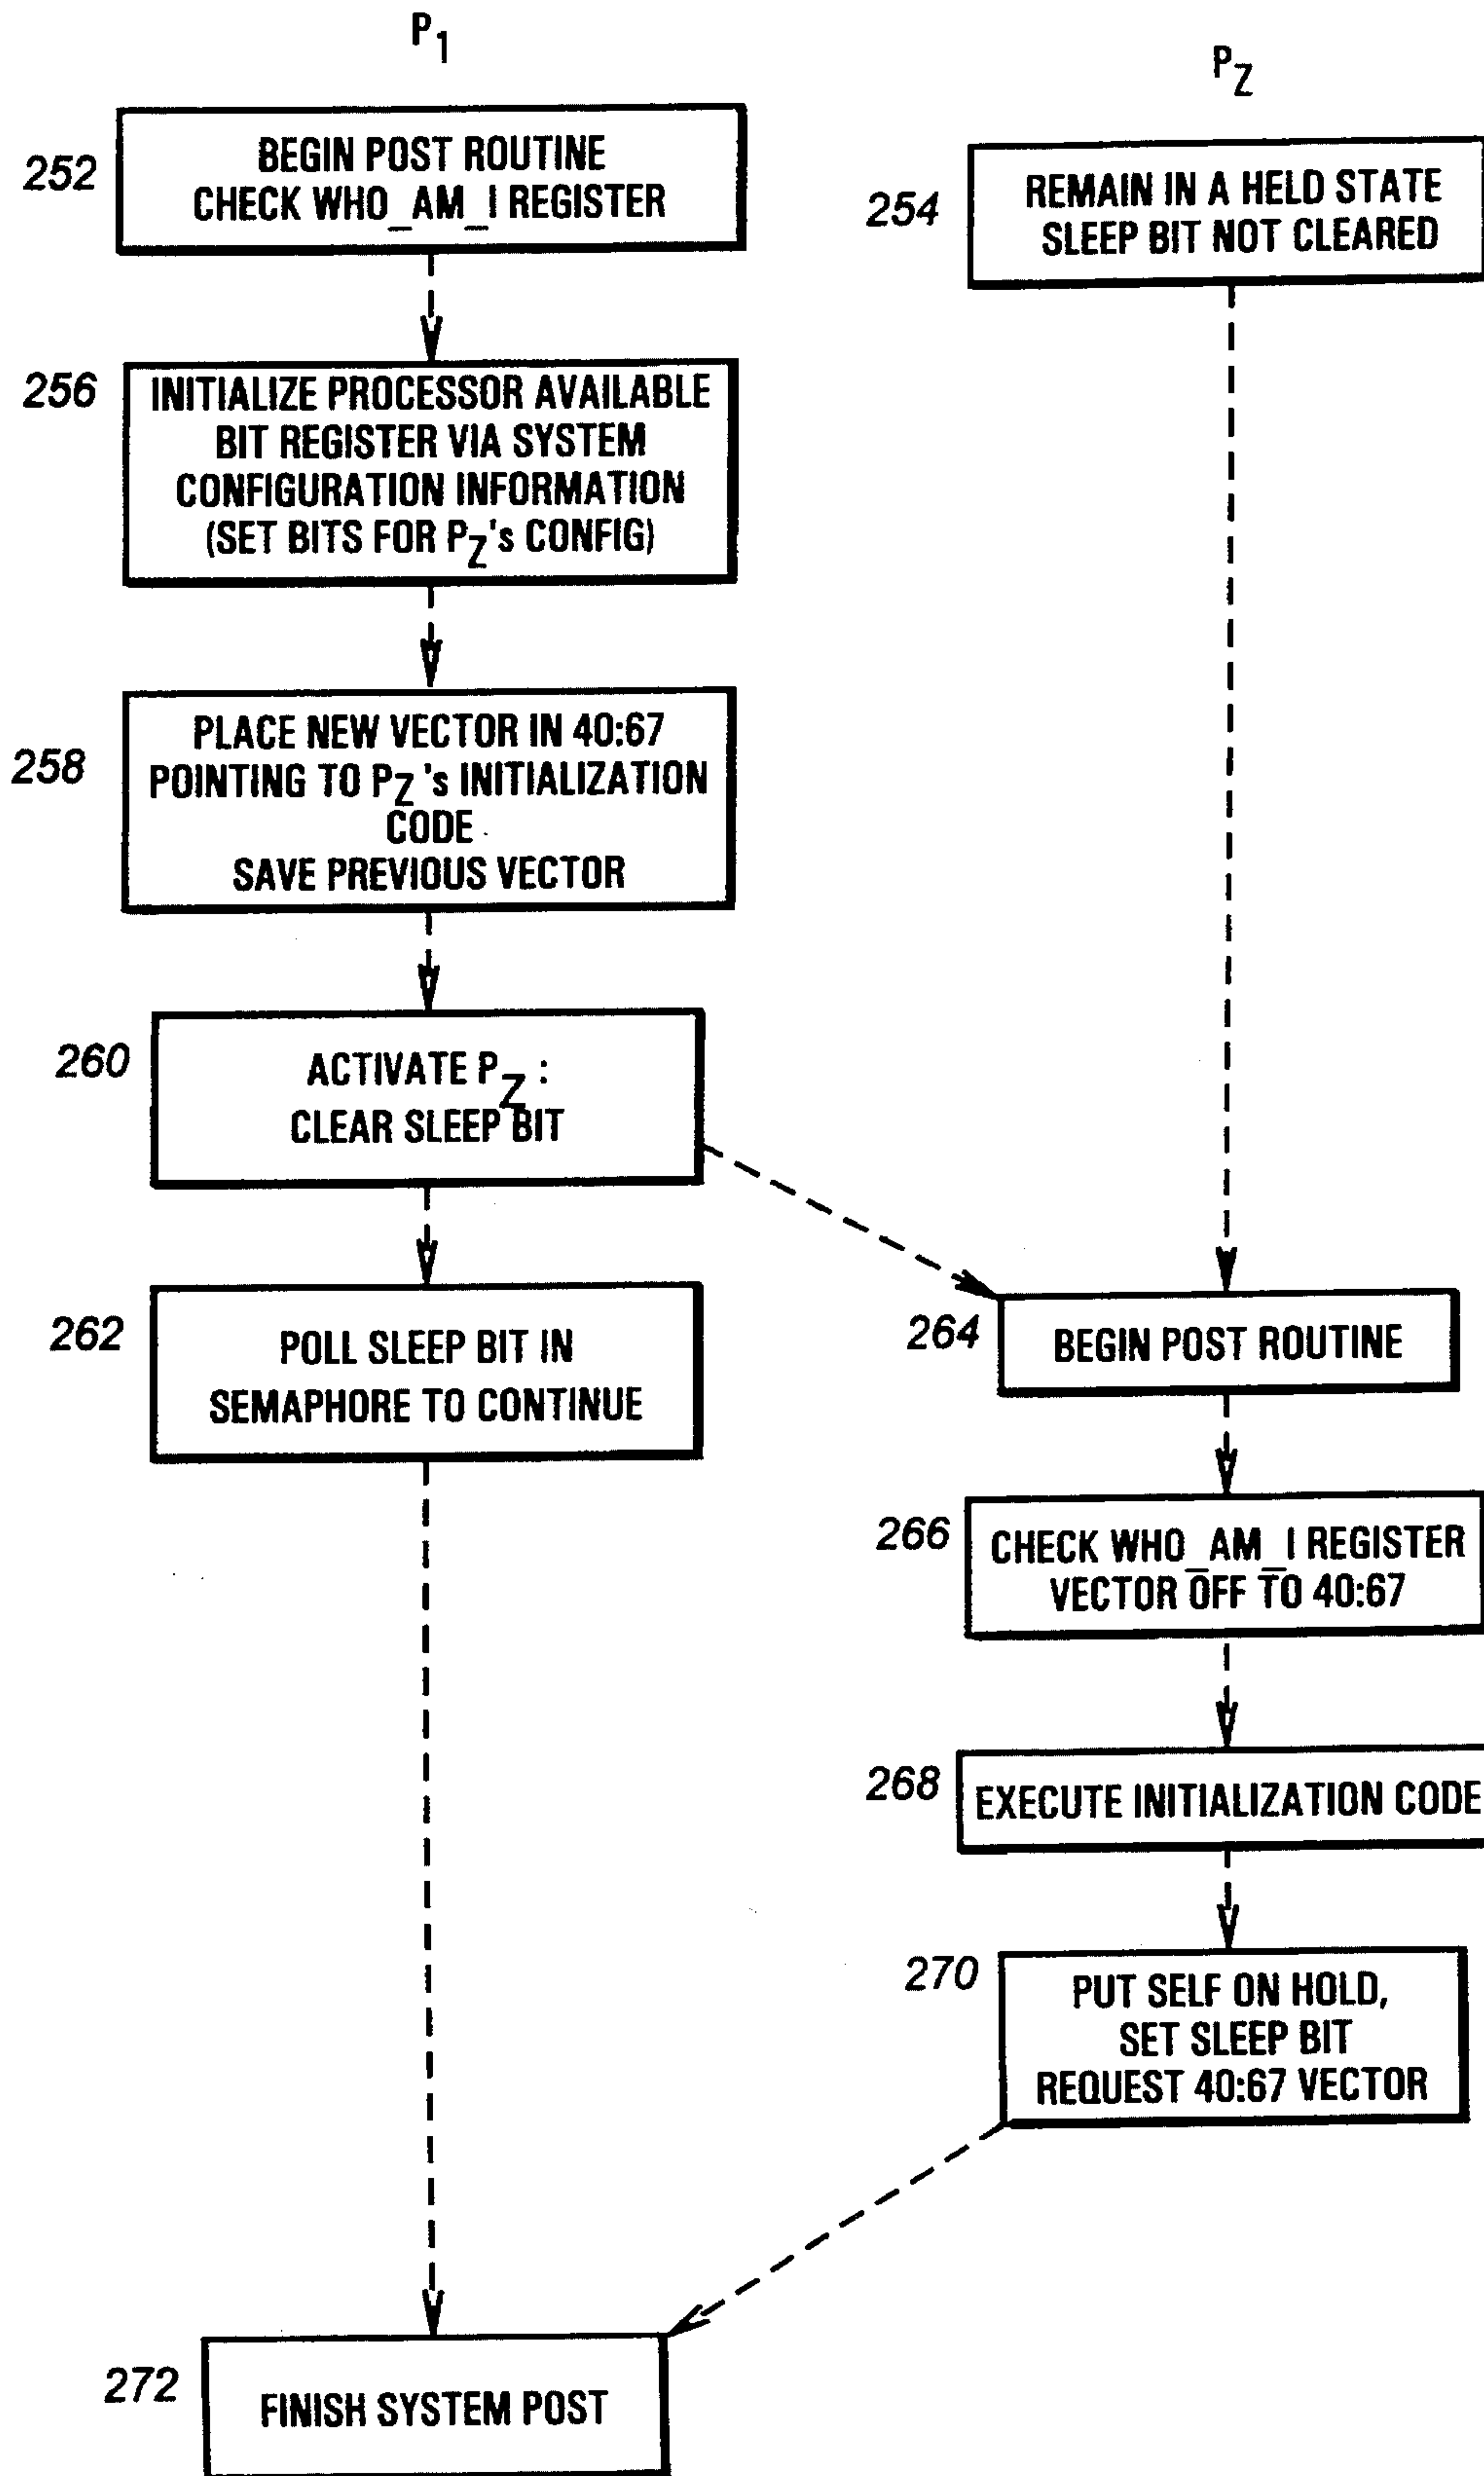 P1
PZ
252
BEGIN POST ROUTINE
CHECK WHO_AM_I REGISTER
254
REMAIN IN A HELD STATE
SLEEP BIT NOT CLEARED
256
INITIALIZE PROCESSOR AVAILABLE
BIT REGISTER VIA SYSTEM
CONFIGURATION INFORMATION
(SET BITS FOR PZ's CONFIG)
258
PLACE NEW VECTOR IN 40:67
POINTING TO PZ's INITIALIZATION
CODE
SAVE PREVIOUS VECTOR
260
ACTIVATE PZ :
CLEAR SLEEP BIT
262
POLL SLEEP BIT IN
SEMAPHORE TO CONTINUE
264
BEGIN POST ROUTINE
266
CHECK WHO_AM_I REGISTER
VECTOR OFF TO 40:67
268
EXECUTE INITIALIZATION CODE
270
PUT SELF ON HOLD,
SET SLEEP BIT
REQUEST 40:67 VECTOR
272
FINISH SYSTEM POST